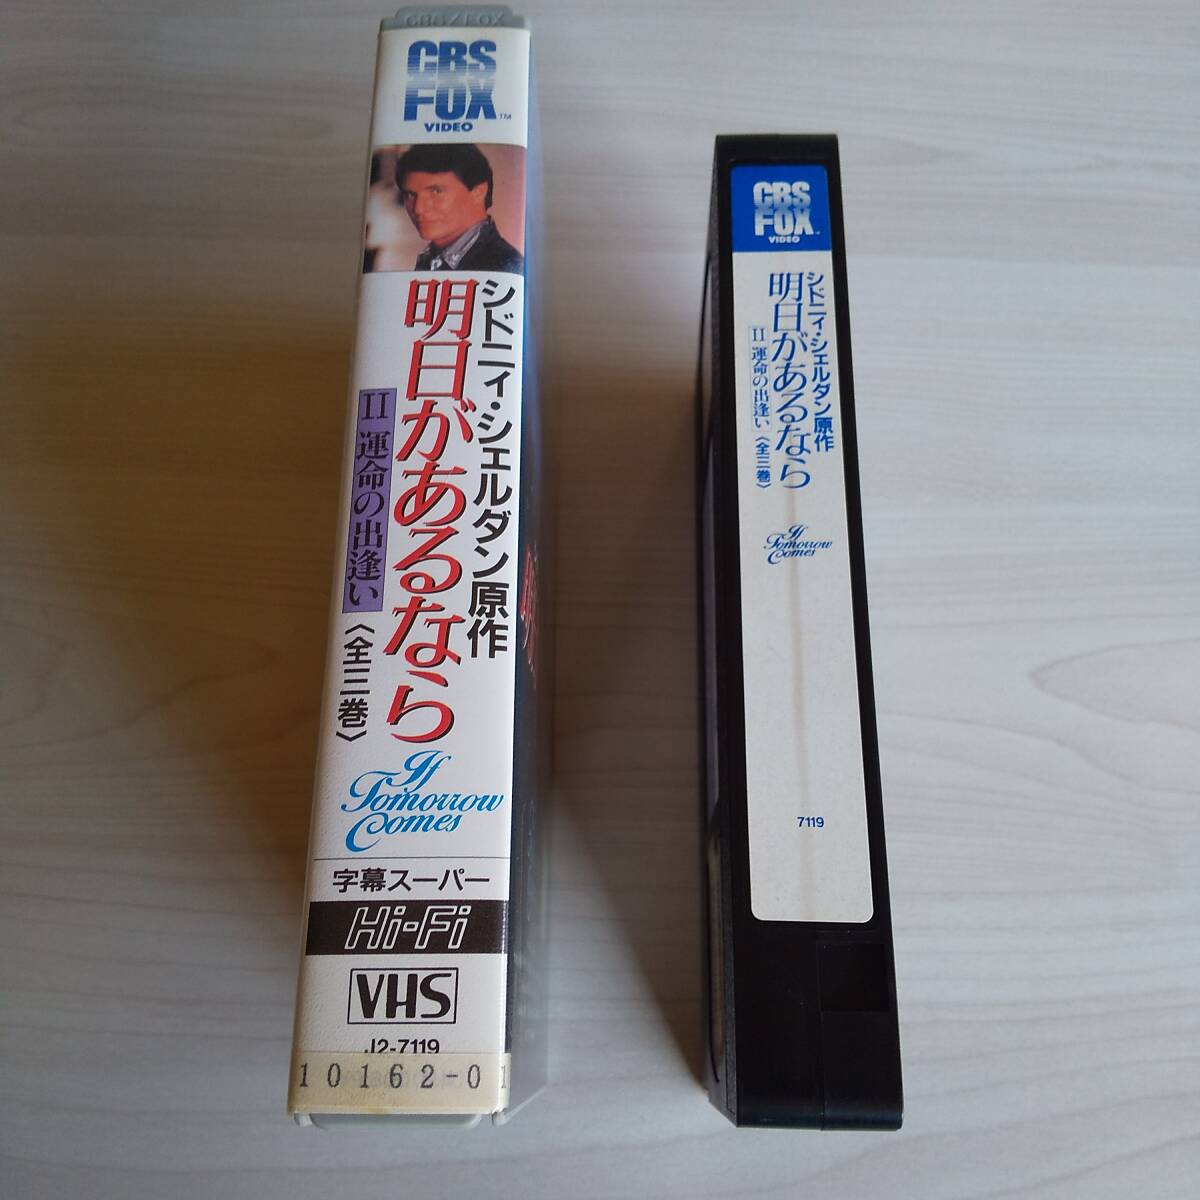 CBS/FOX
CBS
FOX™
VIDEO
シドニィ・シェルダン原作
明日があるなら
II 運命の出逢い
〈全三巻〉
If
Tomorrow
Comes
字幕スーパー
Hi-Fi
VHS
J2-7119
10162-01
CBS
FOX™
VIDEO
シドニィ・シェルダン原作
明日があるなら
II 運命の出逢い
〈全三巻〉
If
Tomorrow
Comes
7119